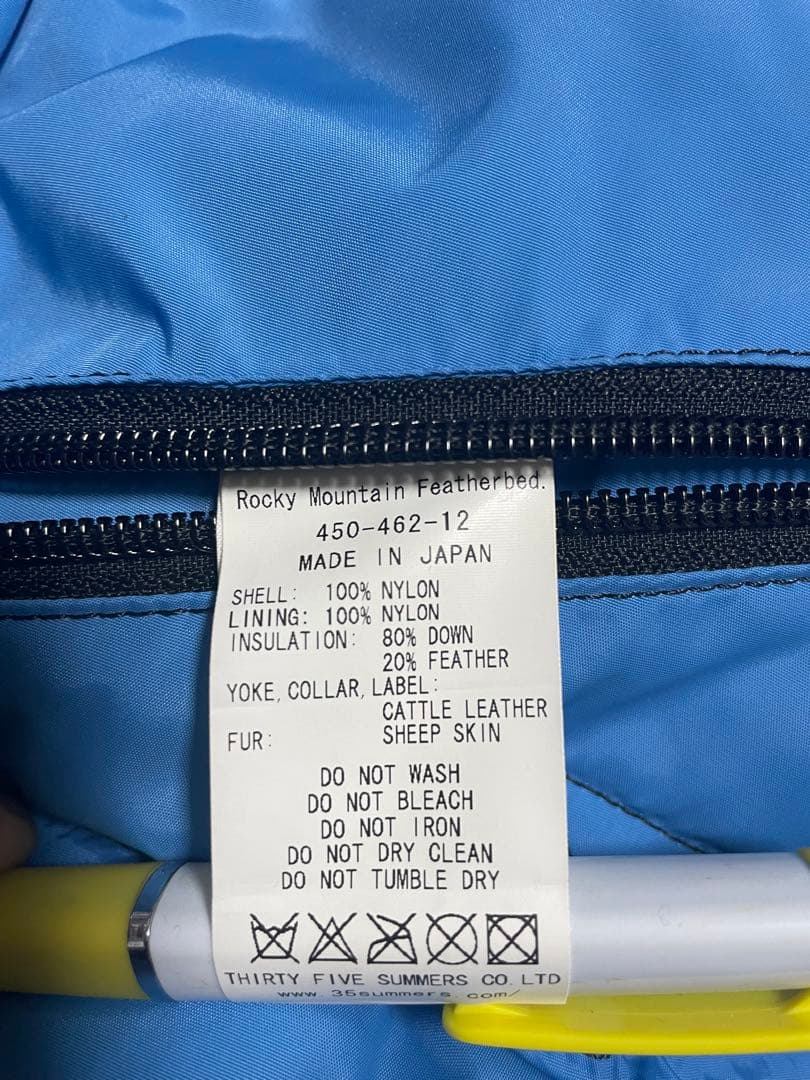 Rocky Mountain Featherbed.
450-462-12
MADE IN JAPAN
SHELL: 100% NYLON
LINING: 100% NYLON
INSULATION: 80% DOWN
20% FEATHER
YOKE, COLLAR, LABEL:
CATTLE LEATHER
FUR: SHEEP SKIN
DO NOT WASH
DO NOT BLEACH
DO NOT IRON
DO NOT DRY CLEAN
DO NOT TUMBLE DRY
THIRTY FIVE SUMMERS CO. LTD
www.35summers.com/